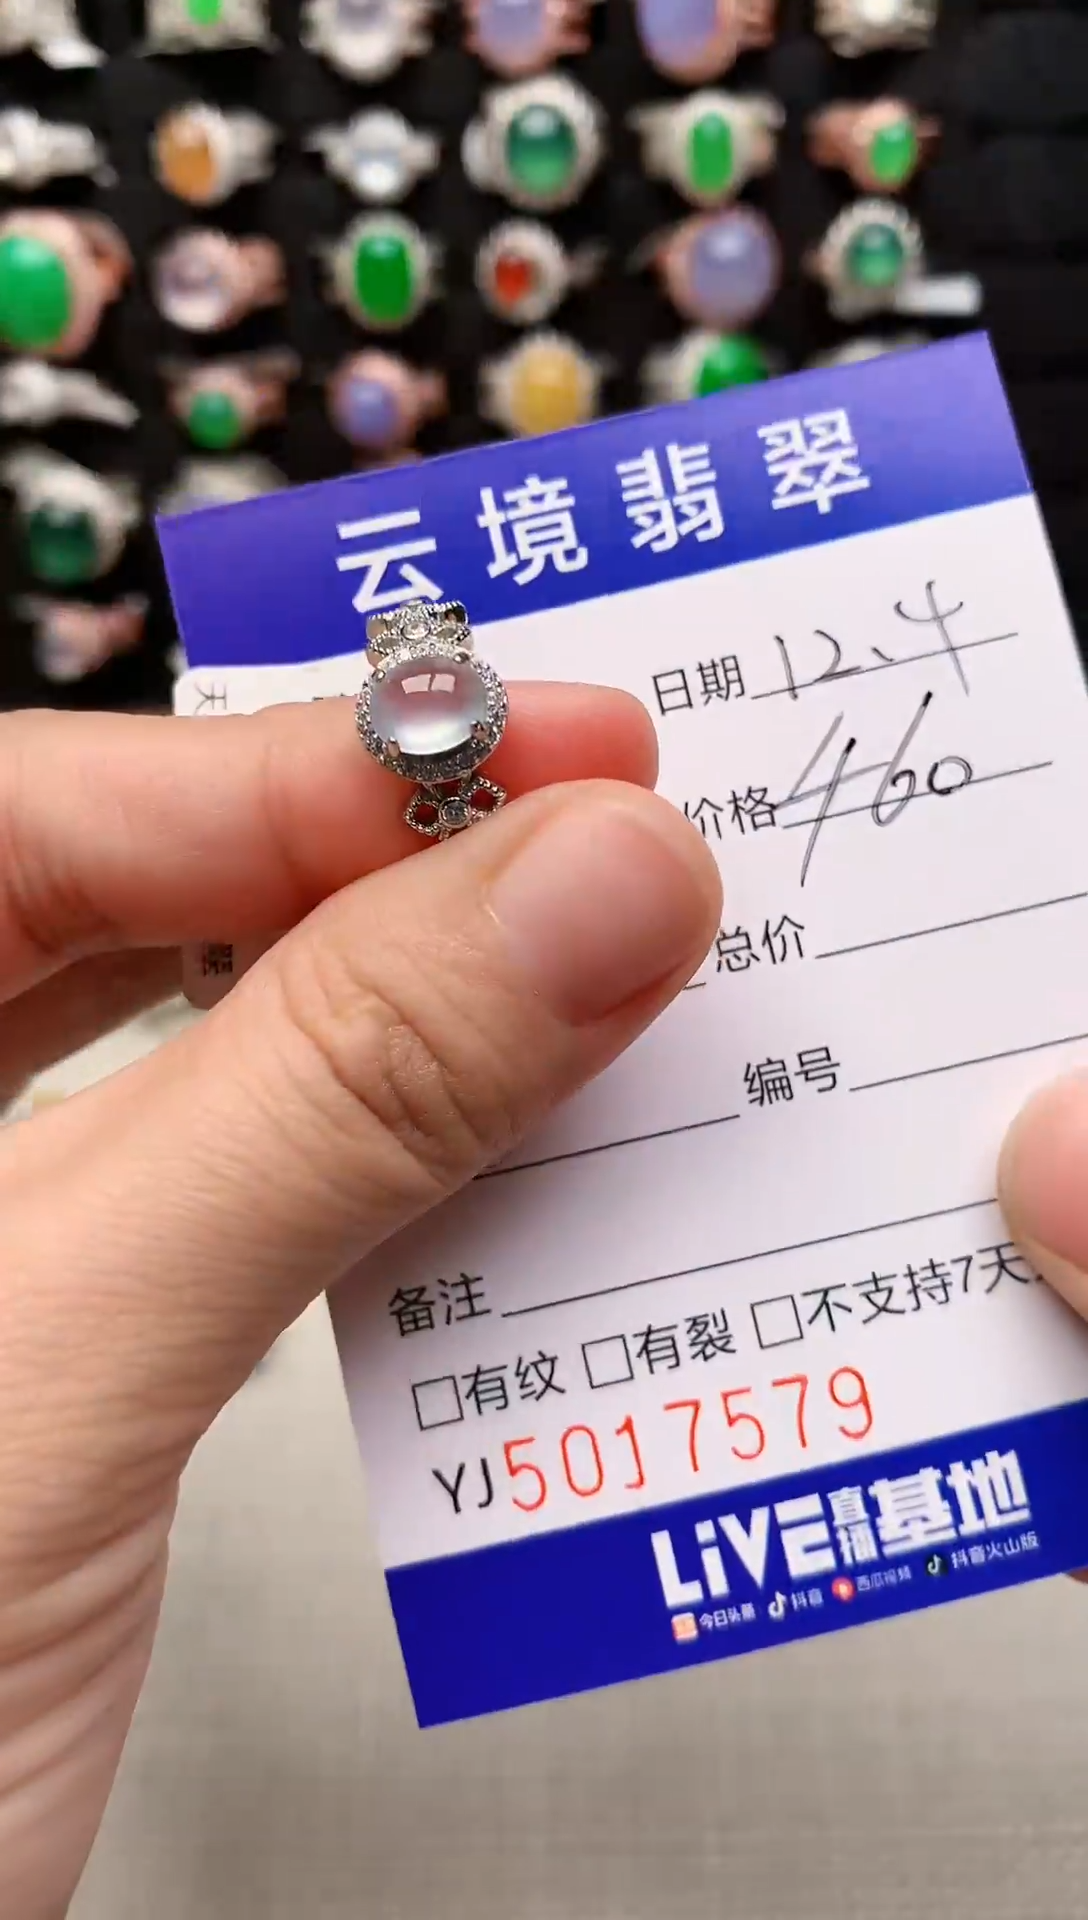 云境翡翠
天
日期 12.4
价格 460
总价
编号
备注
□有纹 □有裂 □不支持7天
YJ5017579
LiVE直播基地
今日头条 抖音 西瓜视频 抖音火山版